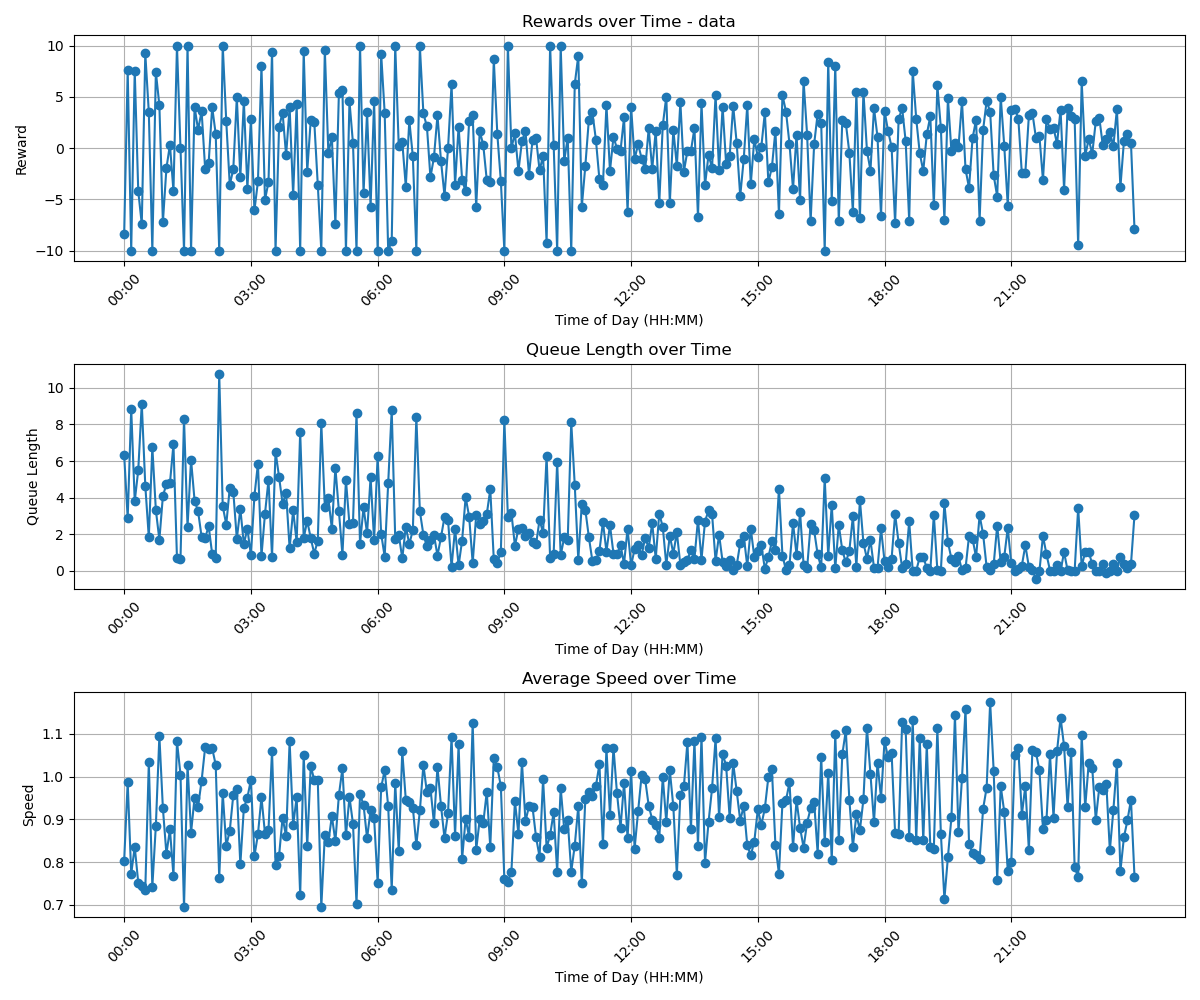 Rewards over Time - data
Reward
10
5
0
−5
−10
00:00 03:00 06:00 09:00 12:00 15:00 18:00 21:00
Time of Day (HH:MM)
Queue Length over Time
Queue Length
10
8
6
4
2
0
00:00 03:00 06:00 09:00 12:00 15:00 18:00 21:00
Time of Day (HH:MM)
Average Speed over Time
Speed
1.1
1.0
0.9
0.8
0.7
00:00 03:00 06:00 09:00 12:00 15:00 18:00 21:00
Time of Day (HH:MM)